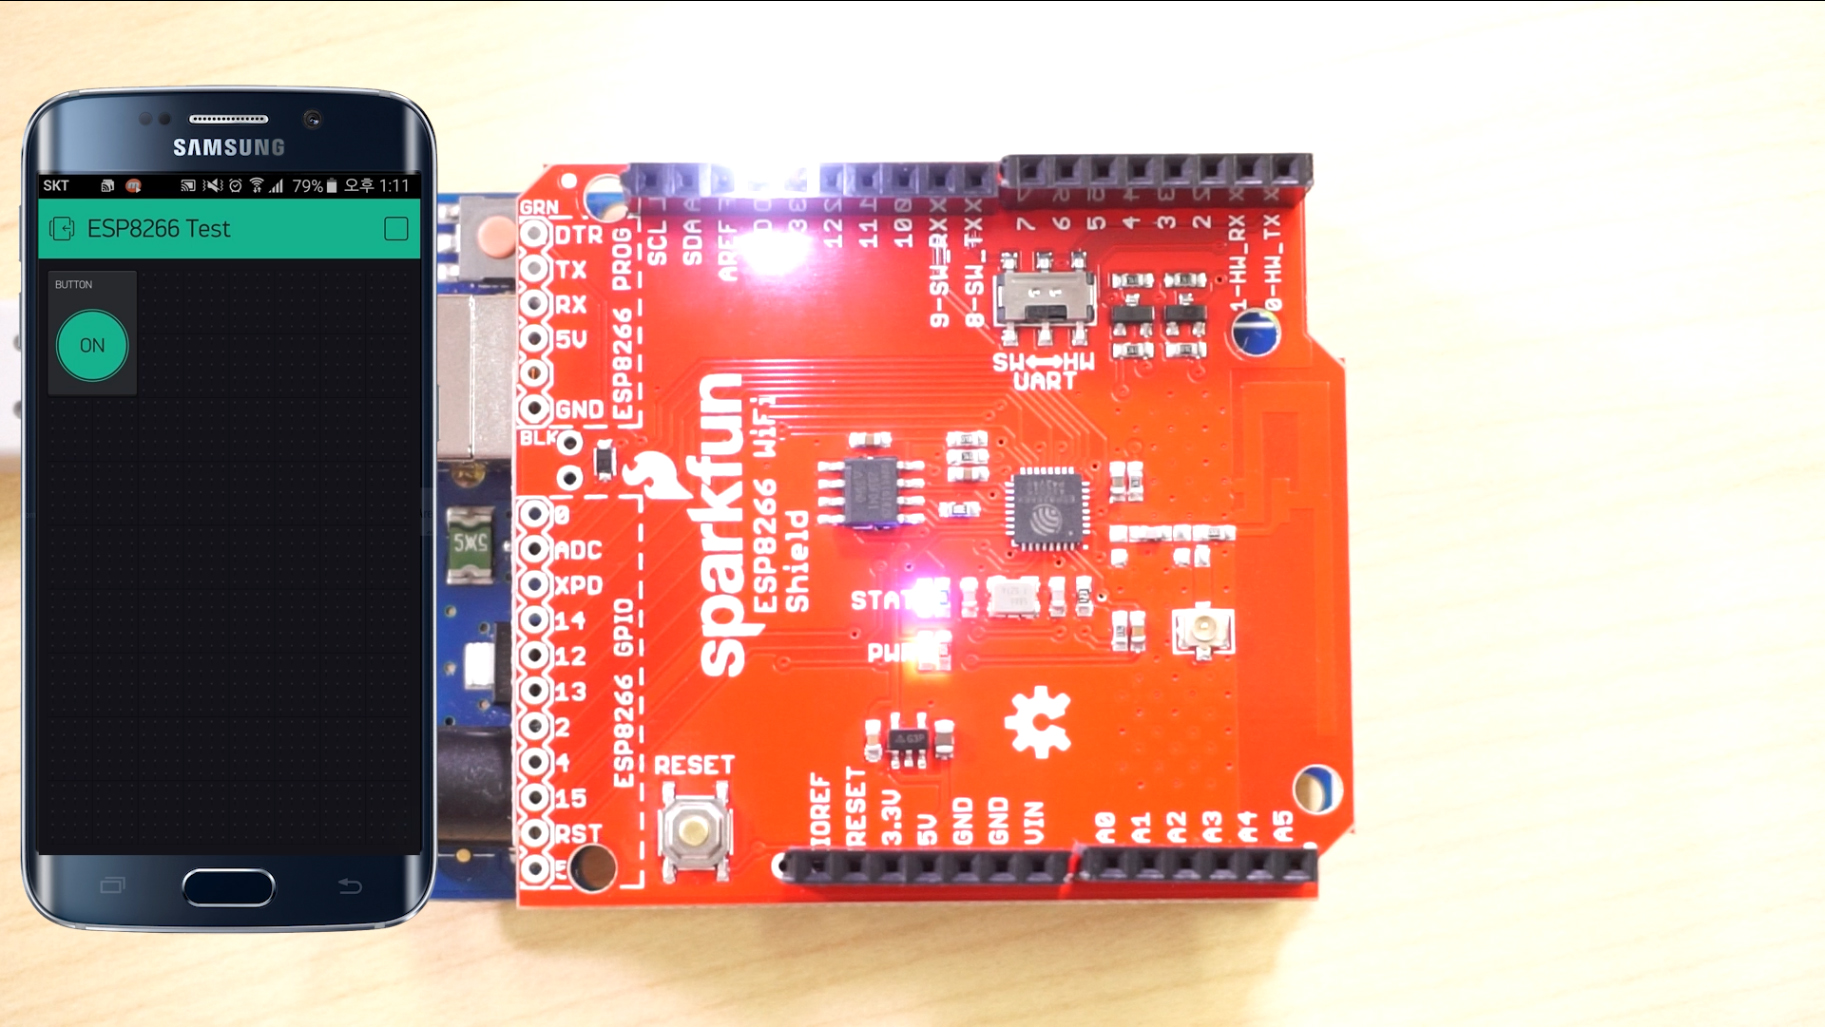 SAMSUNG
SKT
79%
오후 1:11
ESP8266 Test
BUTTON
ON
GRN
DTR
TX
RX
5V
GND
BLK
ESP8266 PROG
0
ADC
XPD
14
12
13
2
4
15
RST
ESP8266 GPIO
SCL
SDA
AREF
12
11
10
9-SW_RX
8-SW_TX
7
6
5
4
3
2
1-HW_RX
0-HW_TX
SW
HW
UART
sparkfun
ESP8266 WiFi
Shield
STAT
PWR
RESET
IOREF
RESET
3.3V
5V
GND
GND
VIN
A0
A1
A2
A3
A4
A5